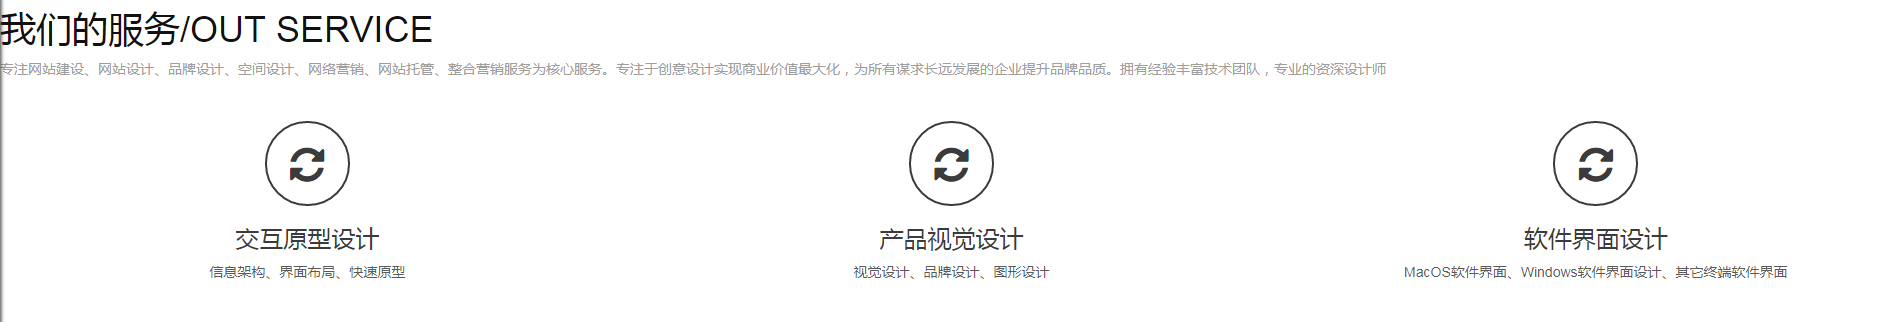 我们的服务/OUT SERVICE
专注网站建设、网站设计、品牌设计、空间设计、网络营销、网站托管、整合营销服务为核心服务。专注于创意设计实现商业价值最大化，为所有谋求长远发展的企业提升品牌品质。拥有经验丰富技术团队，专业的资深设计师
交互原型设计
信息架构、界面布局、快速原型
产品视觉设计
视觉设计、品牌设计、图形设计
软件界面设计
MacOS软件界面、Windows软件界面设计、其它终端软件界面